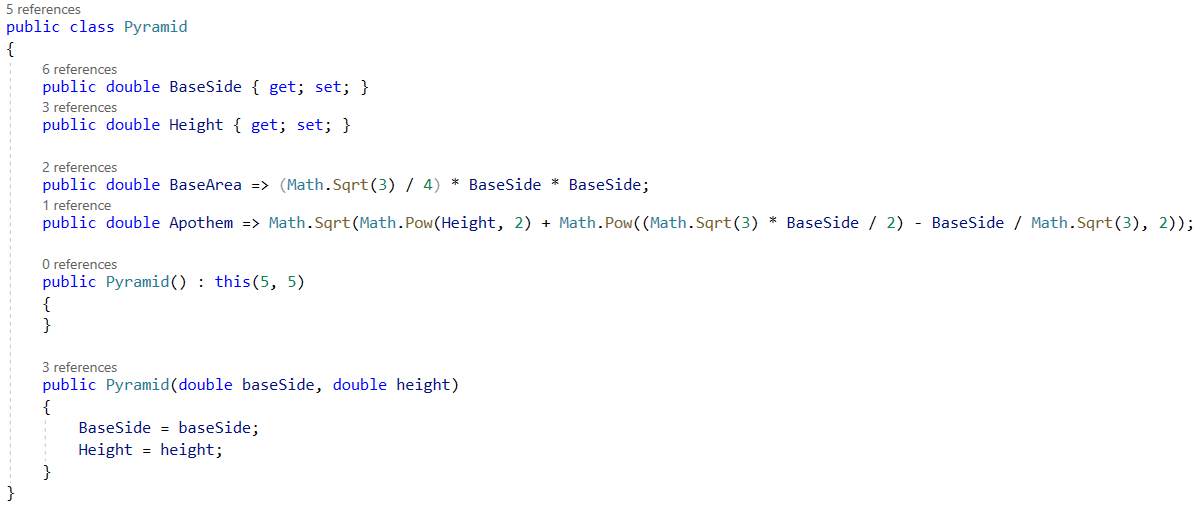 5 references
public class Pyramid
{
6 references
public double BaseSide { get; set; }
3 references
public double Height { get; set; }
2 references
public double BaseArea => (Math.Sqrt(3) / 4) * BaseSide * BaseSide;
1 reference
public double Apothem => Math.Sqrt(Math.Pow(Height, 2) + Math.Pow((Math.Sqrt(3) * BaseSide / 2) - BaseSide / Math.Sqrt(3), 2));
0 references
public Pyramid() : this(5, 5)
{
}
3 references
public Pyramid(double baseSide, double height)
{
BaseSide = baseSide;
Height = height;
}
}